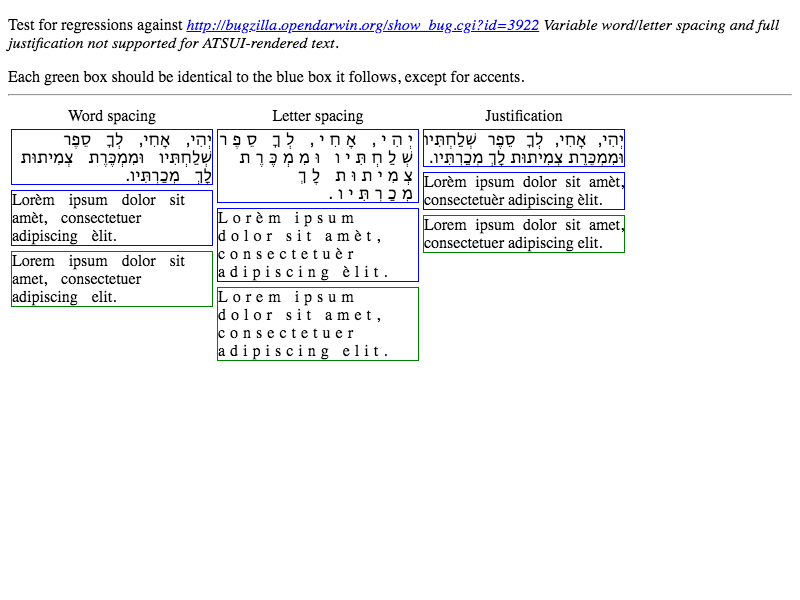 Test for regressions against http://bugzilla.opendarwin.org/show_bug.cgi?id=3922 Variable word/letter spacing and full
justification not supported for ATSUI-rendered text.
Each green box should be identical to the blue box it follows, except for accents.
Word spacing
יְהִי, אָחִי, לְךָ סֵפֶר
שְׁלַחְתִּיו וּמִמְכֶּרֶת צְמִיתוּת
לָךְ מְכַרְתִּיו.
Lorèm ipsum dolor sit
amèt, consectetuer
adipiscing èlit.
Lorem ipsum dolor sit
amet, consectetuer
adipiscing elit.
Letter spacing
יְהִי, אָחִי, לְךָ סֵפֶר
שְׁלַחְתִּיו וּמִמְכֶּרֶת
צְמִיתוּת לָךְ
מְכַרְתִּיו.
Lorèm ipsum
dolor sit amèt,
consectetuèr
adipiscing èlit.
Lorem ipsum
dolor sit amet,
consectetuer
adipiscing elit.
Justification
יְהִי, אָחִי, לְךָ סֵפֶר שְׁלַחְתִּיו
וּמִמְכֶּרֶת צְמִיתוּת לָךְ מְכַרְתִּיו.
Lorèm ipsum dolor sit amèt,
consectetuèr adipiscing èlit.
Lorem ipsum dolor sit amet,
consectetuer adipiscing elit.